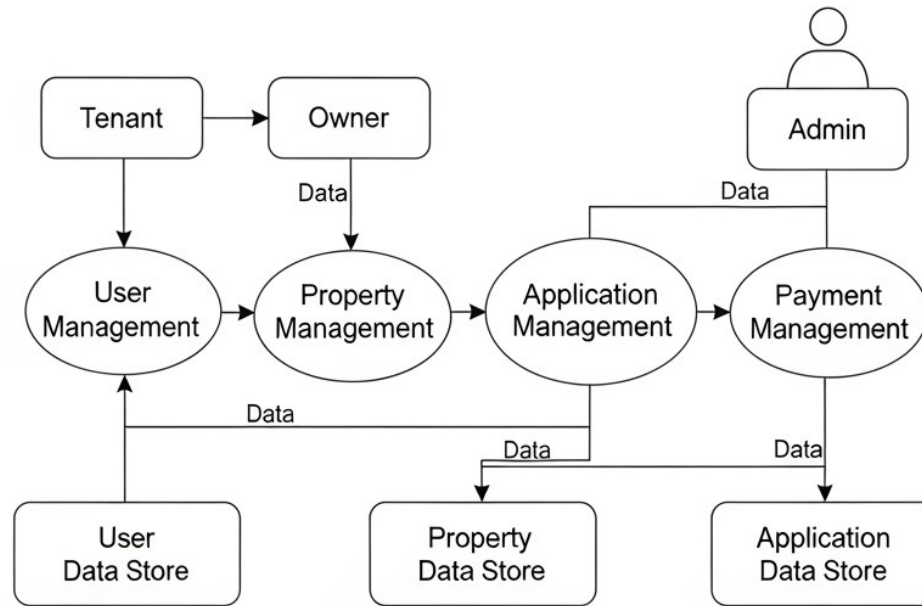 Tenant
Owner
Admin
Data
Data
User
Management
Property
Management
Application
Management
Payment
Management
Data
Data
Data
User
Data Store
Property
Data Store
Application
Data Store